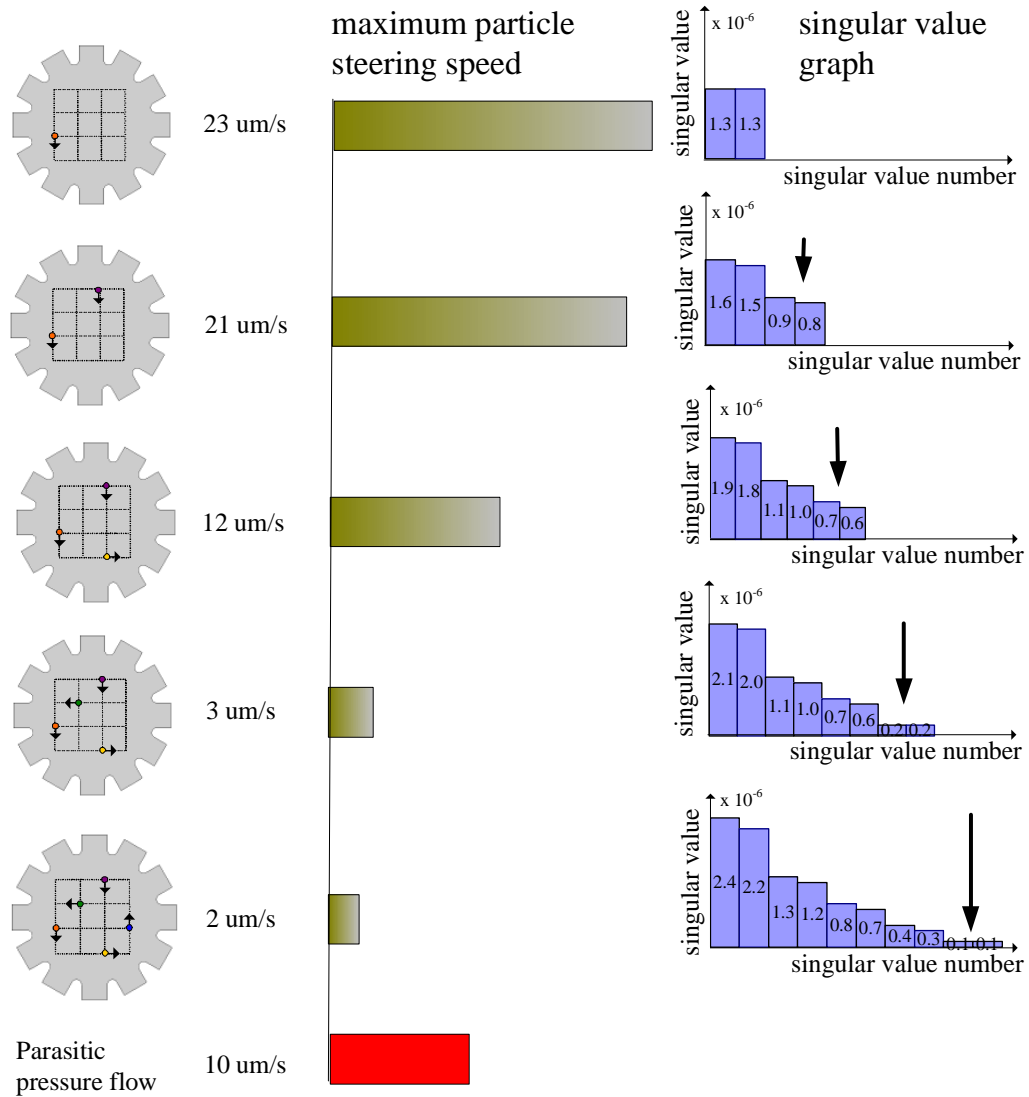 maximum particle
steering speed
singular value
graph
23 um/s
singular value
x 10-6
1.3 1.3
singular value number
21 um/s
singular value
x 10-6
1.6 1.5 0.9 0.8
singular value number
12 um/s
singular value
x 10-6
1.9 1.8 1.1 1.0 0.7 0.6
singular value number
3 um/s
singular value
x 10-6
2.1 2.0 1.1 1.0 0.7 0.6 0.2 0.2
singular value number
2 um/s
singular value
x 10-6
2.4 2.2 1.3 1.2 0.8 0.7 0.4 0.3 0.1 0.1
singular value number
Parasitic
pressure flow
10 um/s